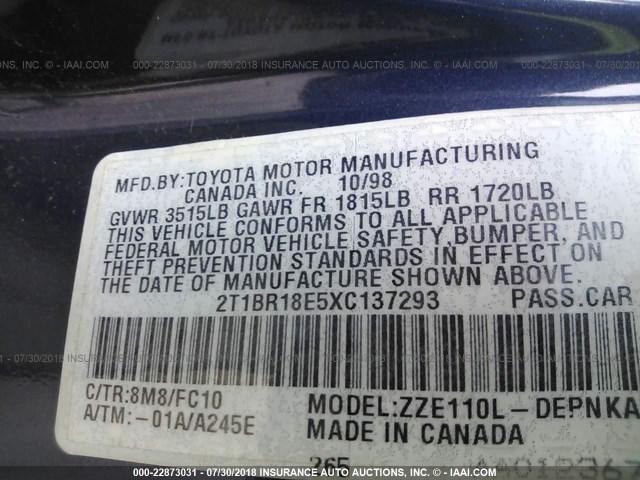 000-22873031 - 07/30/2018 - INSURANCE AUTO AUCTIONS, INC. - IAAI.COM
MFD.BY:TOYOTA MOTOR MANUFACTURING
CANADA INC. 10/98
GVWR 3515LB GAWR FR 1815LB RR 1720LB
THIS VEHICLE CONFORMS TO ALL APPLICABLE
FEDERAL MOTOR VEHICLE SAFETY,BUMPER, AND
THEFT PREVENTION STANDARDS IN EFFECT ON
THE DATE OF MANUFACTURE SHOWN ABOVE.
2T1BR18E5XC137293 PASS.CAR
C/TR:8M8/FC10
A/TM:-01A/A245E
MODEL:ZZE110L-DEPNKA
MADE IN CANADA
265
000-22873031 - 07/30/2018 - INSURANCE AUTO AUCTIONS, INC. - IAAI.COM